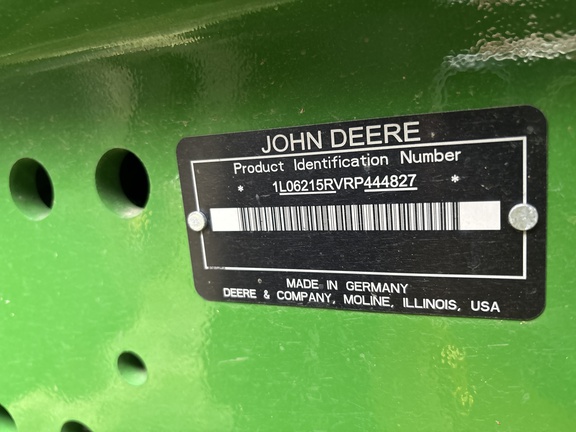 JOHN DEERE
Product Identification Number
* 1L06215RVRP444827 *
MADE IN GERMANY
DEERE & COMPANY, MOLINE, ILLINOIS, USA